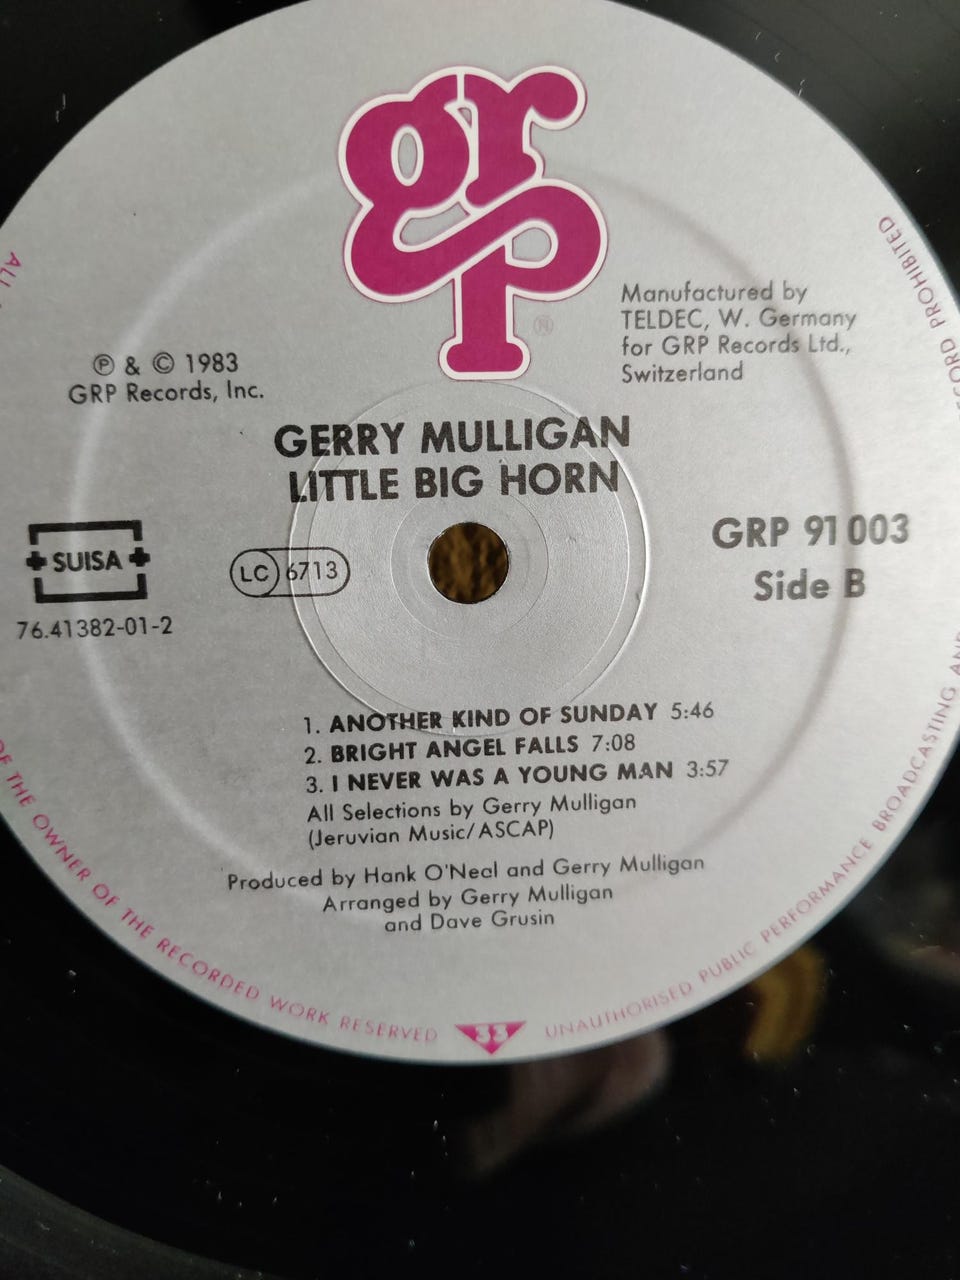 grp
®
Manufactured by
TELDEC, W. Germany
for GRP Records Ltd.,
Switzerland
℗ & © 1983
GRP Records, Inc.
GERRY MULLIGAN
LITTLE BIG HORN
SUISA
76.41382-01-2
LC 6713
GRP 91 003
Side B
1. ANOTHER KIND OF SUNDAY 5:46
2. BRIGHT ANGEL FALLS 7:08
3. I NEVER WAS A YOUNG MAN 3:57
All Selections by Gerry Mulligan
(Jeruvian Music/ASCAP)
Produced by Hank O'Neal and Gerry Mulligan
Arranged by Gerry Mulligan
and Dave Grusin
ALL
OF THE OWNER OF THE RECORDED WORK RESERVED
33
UNAUTHORISED PUBLIC PERFORMANCE BROADCASTING AND
RECORD PROHIBITED